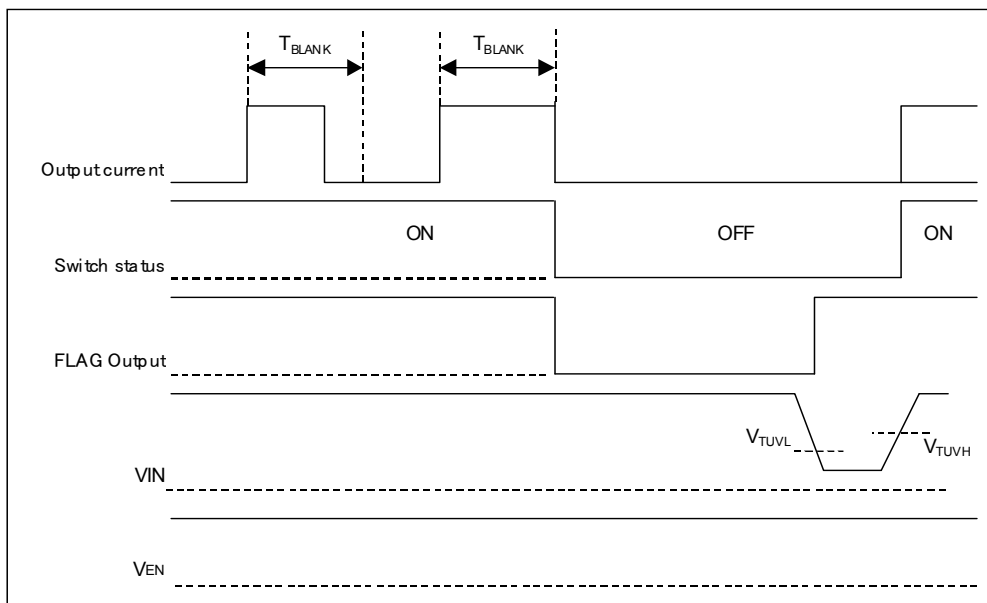 TBLANK TBLANK
Output current
ON OFF ON
Switch status
FLAG Output
VTUVL VTUVH
VIN
VEN